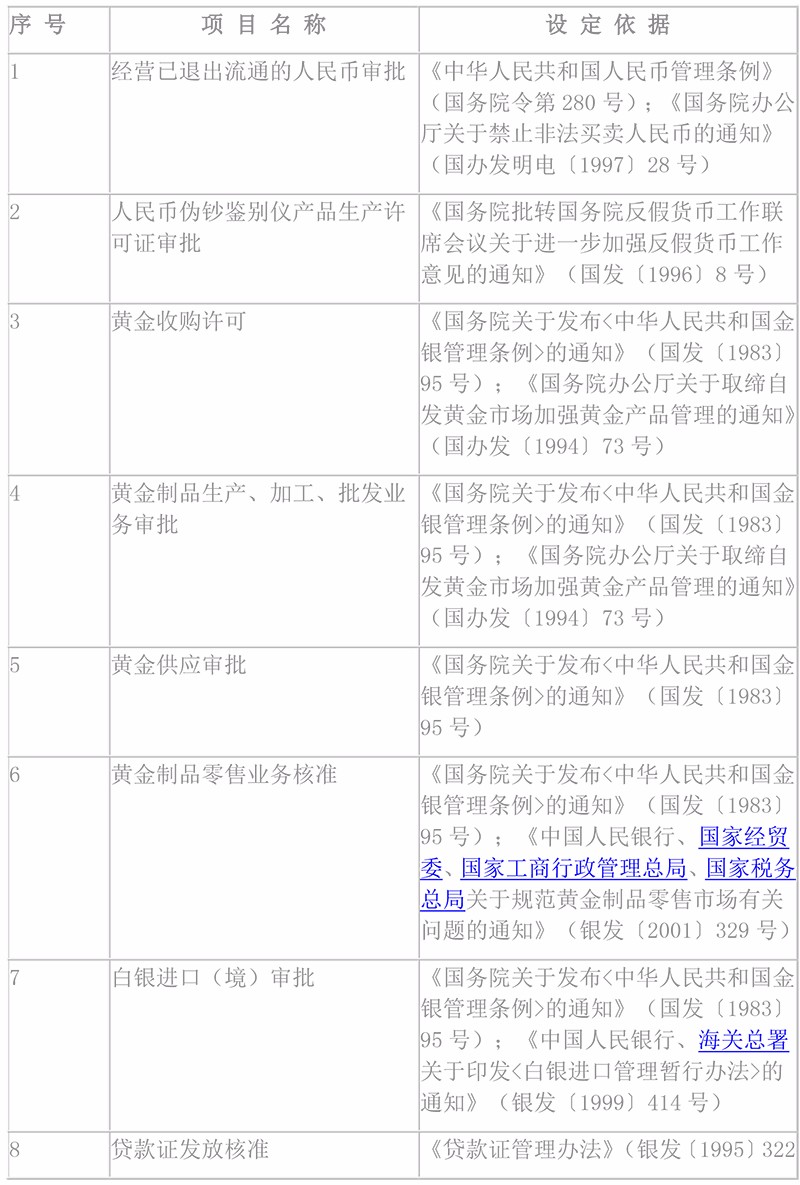 序 号 项 目 名 称 设 定 依 据
1 经营已退出流通的人民币审批 《中华人民共和国人民币管理条例》
（国务院令第 280 号）；《国务院办公
厅关于禁止非法买卖人民币的通知》
（国办发明电〔1997〕28 号）
2 人民币伪钞鉴别仪产品生产许
可证审批
《国务院批转国务院反假货币工作联
席会议关于进一步加强反假货币工作
意见的通知》（国发〔1996〕8 号）
3 黄金收购许可 《国务院关于发布<中华人民共和国金
银管理条例>的通知》（国发〔1983〕
95 号）；《国务院办公厅关于取缔自
发黄金市场加强黄金产品管理的通知》
（国办发〔1994〕73 号）
4 黄金制品生产、加工、批发业
务审批
《国务院关于发布<中华人民共和国金
银管理条例>的通知》（国发〔1983〕
95 号）；《国务院办公厅关于取缔自
发黄金市场加强黄金产品管理的通知》
（国办发〔1994〕73 号）
5 黄金供应审批 《国务院关于发布<中华人民共和国金
银管理条例>的通知》（国发〔1983〕
95 号）
6 黄金制品零售业务核准 《国务院关于发布<中华人民共和国金
银管理条例>的通知》（国发〔1983〕
95 号）；《中国人民银行、国家经贸
委、国家工商行政管理总局、国家税务
总局关于规范黄金制品零售市场有关
问题的通知》（银发〔2001〕329 号）
7 白银进口（境）审批 《国务院关于发布<中华人民共和国金
银管理条例>的通知》（国发〔1983〕
95 号）；《中国人民银行、海关总署
关于印发<白银进口管理暂行办法>的
通知》（银发〔1999〕414 号）
8 贷款证发放核准 《贷款证管理办法》（银发〔1995〕322